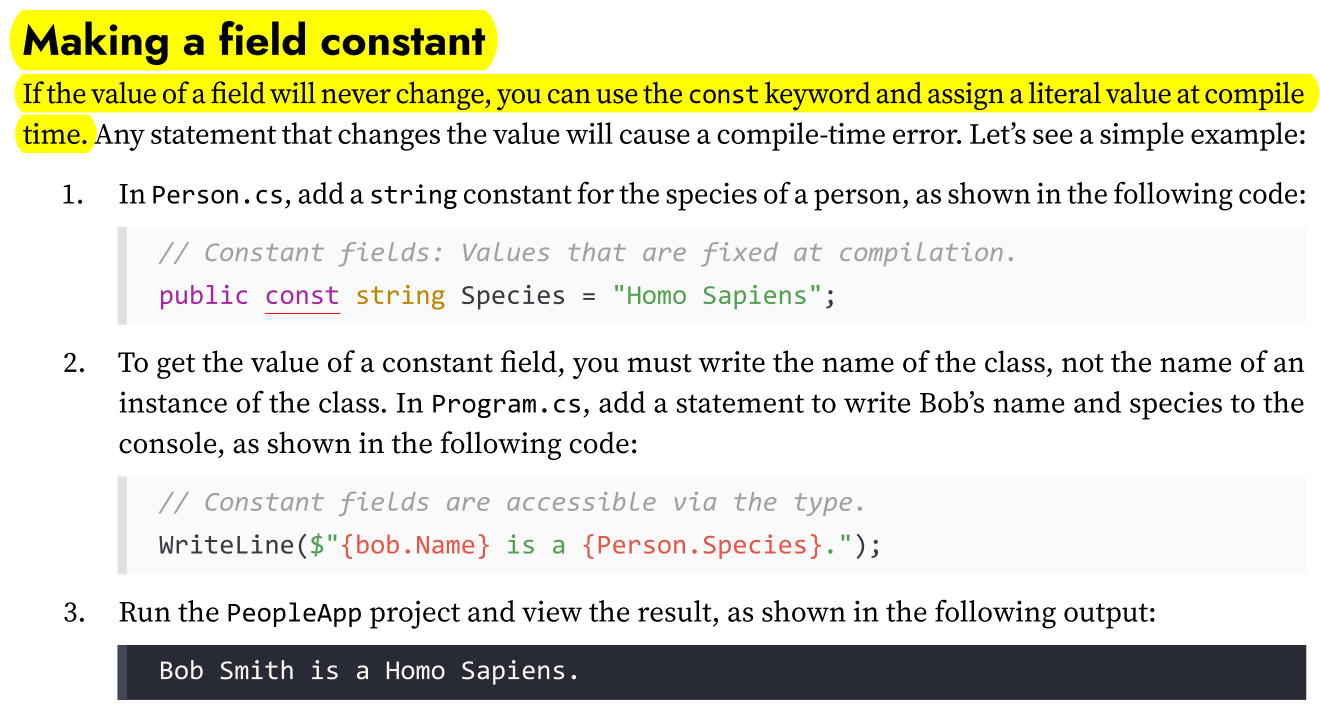 Making a field constant
If the value of a field will never change, you can use the const keyword and assign a literal value at compile
time. Any statement that changes the value will cause a compile-time error. Let’s see a simple example:
1. In Person.cs, add a string constant for the species of a person, as shown in the following code:
// Constant fields: Values that are fixed at compilation.
public const string Species = "Homo Sapiens";
2. To get the value of a constant field, you must write the name of the class, not the name of an
instance of the class. In Program.cs, add a statement to write Bob’s name and species to the
console, as shown in the following code:
// Constant fields are accessible via the type.
WriteLine($"{bob.Name} is a {Person.Species}.");
3. Run the PeopleApp project and view the result, as shown in the following output:
Bob Smith is a Homo Sapiens.